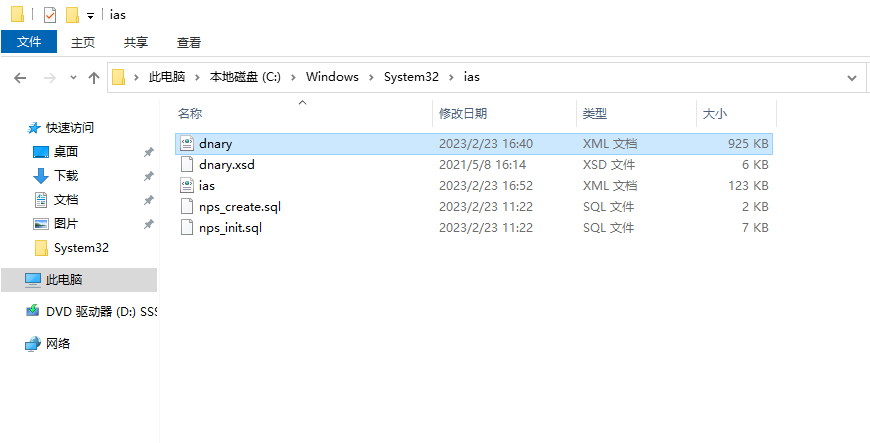 ias
文件 主页 共享 查看
此电脑 本地磁盘 (C:) Windows System32 ias
名称 修改日期 类型 大小
快速访问
桌面
下载
文档
图片
System32
此电脑
DVD 驱动器 (D:) SSS
网络
dnary 2023/2/23 16:40 XML 文档 925 KB
dnary.xsd 2021/5/8 16:14 XSD 文件 6 KB
ias 2023/2/23 16:52 XML 文档 123 KB
nps_create.sql 2023/2/23 11:22 SQL 文件 2 KB
nps_init.sql 2023/2/23 11:22 SQL 文件 7 KB